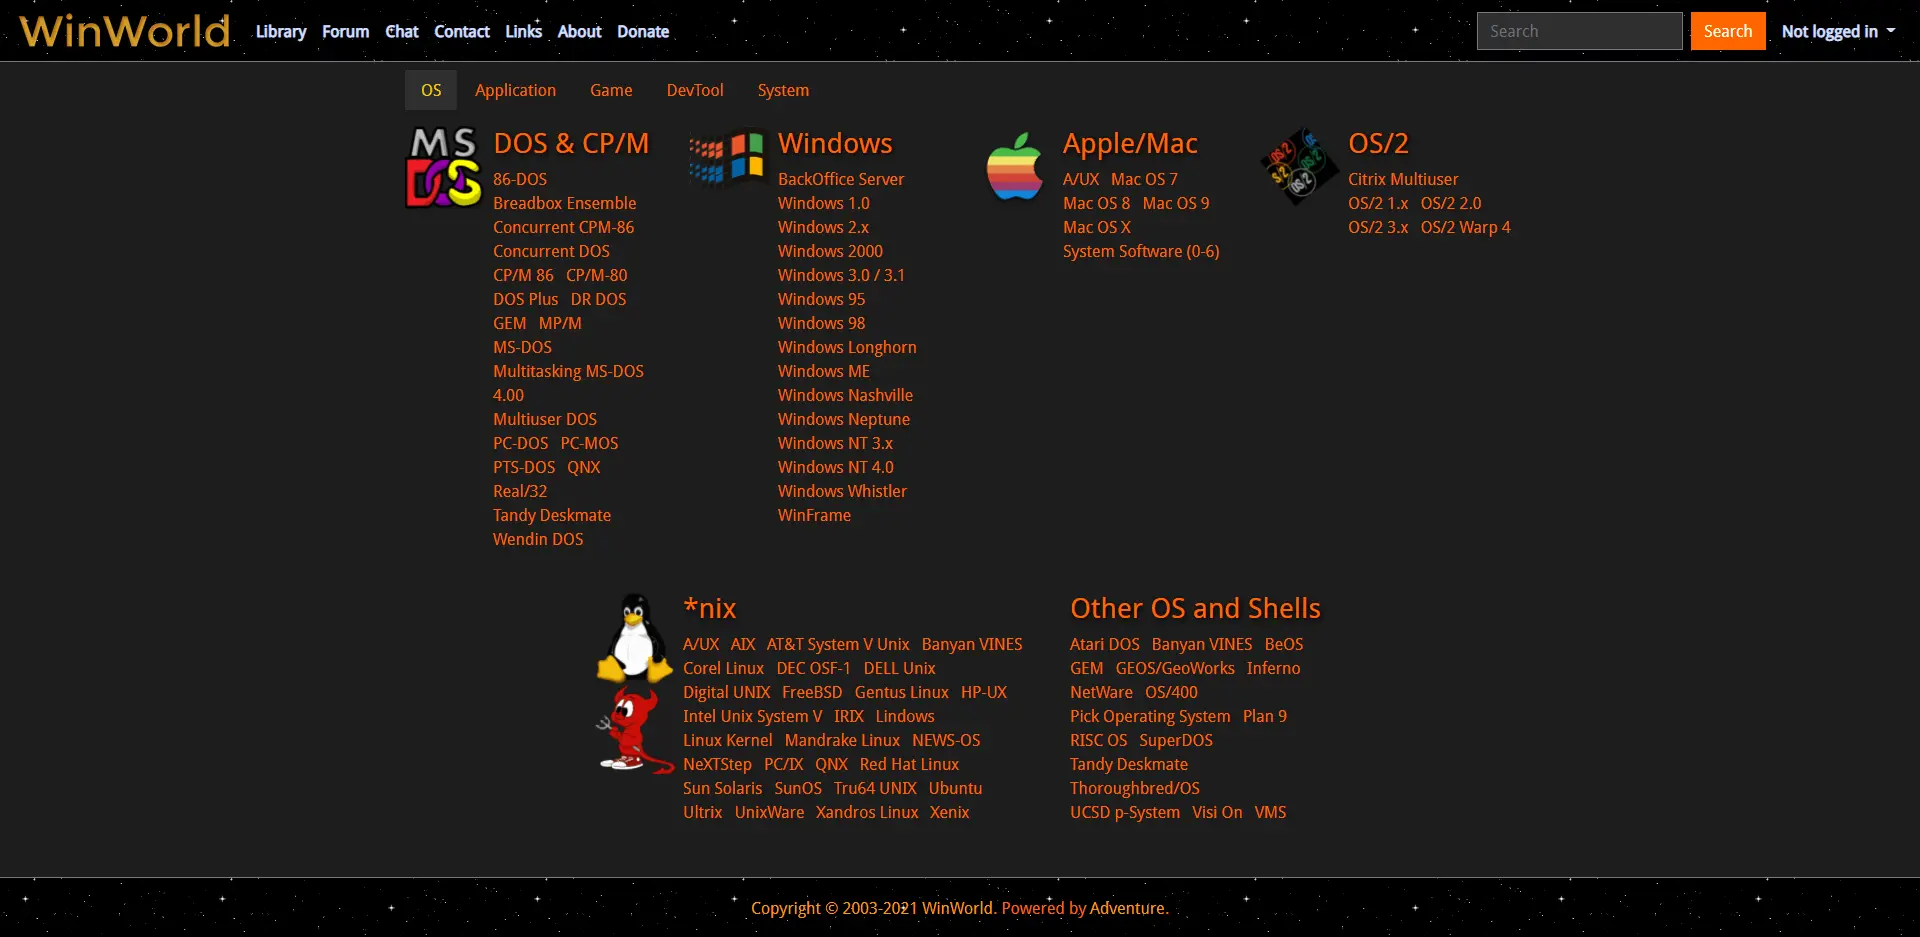 WinWorld
Library Forum Chat Contact Links About Donate
Search
Search
Not logged in
OS Application Game DevTool System
MS
DOS
DOS & CP/M
86-DOS
Breadbox Ensemble
Concurrent CPM-86
Concurrent DOS
CP/M 86 CP/M-80
DOS Plus DR DOS
GEM MP/M
MS-DOS
Multitasking MS-DOS
4.00
Multiuser DOS
PC-DOS PC-MOS
PTS-DOS QNX
Real/32
Tandy Deskmate
Wendin DOS
Windows
BackOffice Server
Windows 1.0
Windows 2.x
Windows 2000
Windows 3.0 / 3.1
Windows 95
Windows 98
Windows Longhorn
Windows ME
Windows Nashville
Windows Neptune
Windows NT 3.x
Windows NT 4.0
Windows Whistler
WinFrame
Apple/Mac
A/UX Mac OS 7
Mac OS 8 Mac OS 9
Mac OS X
System Software (0-6)
OS/2
Citrix Multiuser
OS/2 1.x OS/2 2.0
OS/2 3.x OS/2 Warp 4
*nix
A/UX AIX AT&T System V Unix Banyan VINES
Corel Linux DEC OSF-1 DELL Unix
Digital UNIX FreeBSD Gentus Linux HP-UX
Intel Unix System V IRIX Lindows
Linux Kernel Mandrake Linux NEWS-OS
NeXTStep PC/IX QNX Red Hat Linux
Sun Solaris SunOS Tru64 UNIX Ubuntu
Ultrix UnixWare Xandros Linux Xenix
Other OS and Shells
Atari DOS Banyan VINES BeOS
GEM GEOS/GeoWorks Inferno
NetWare OS/400
Pick Operating System Plan 9
RISC OS SuperDOS
Tandy Deskmate
Thoroughbred/OS
UCSD p-System Visi On VMS
Copyright © 2003-2021 WinWorld. Powered by Adventure.